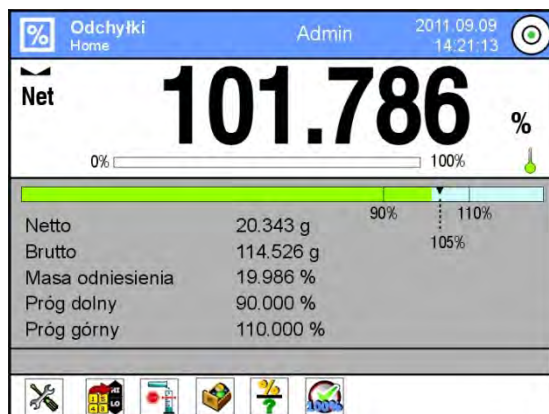 % Odchyłki Admin 2011.09.09
Home 14:21:13
Net 101.786 %
0% 100%
90% 110%
105%
Netto 20.343 g
Brutto 114.526 g
Masa odniesienia 19.986 %
Próg dolny 90.000 %
Próg górny 110.000 %
% ?
100%